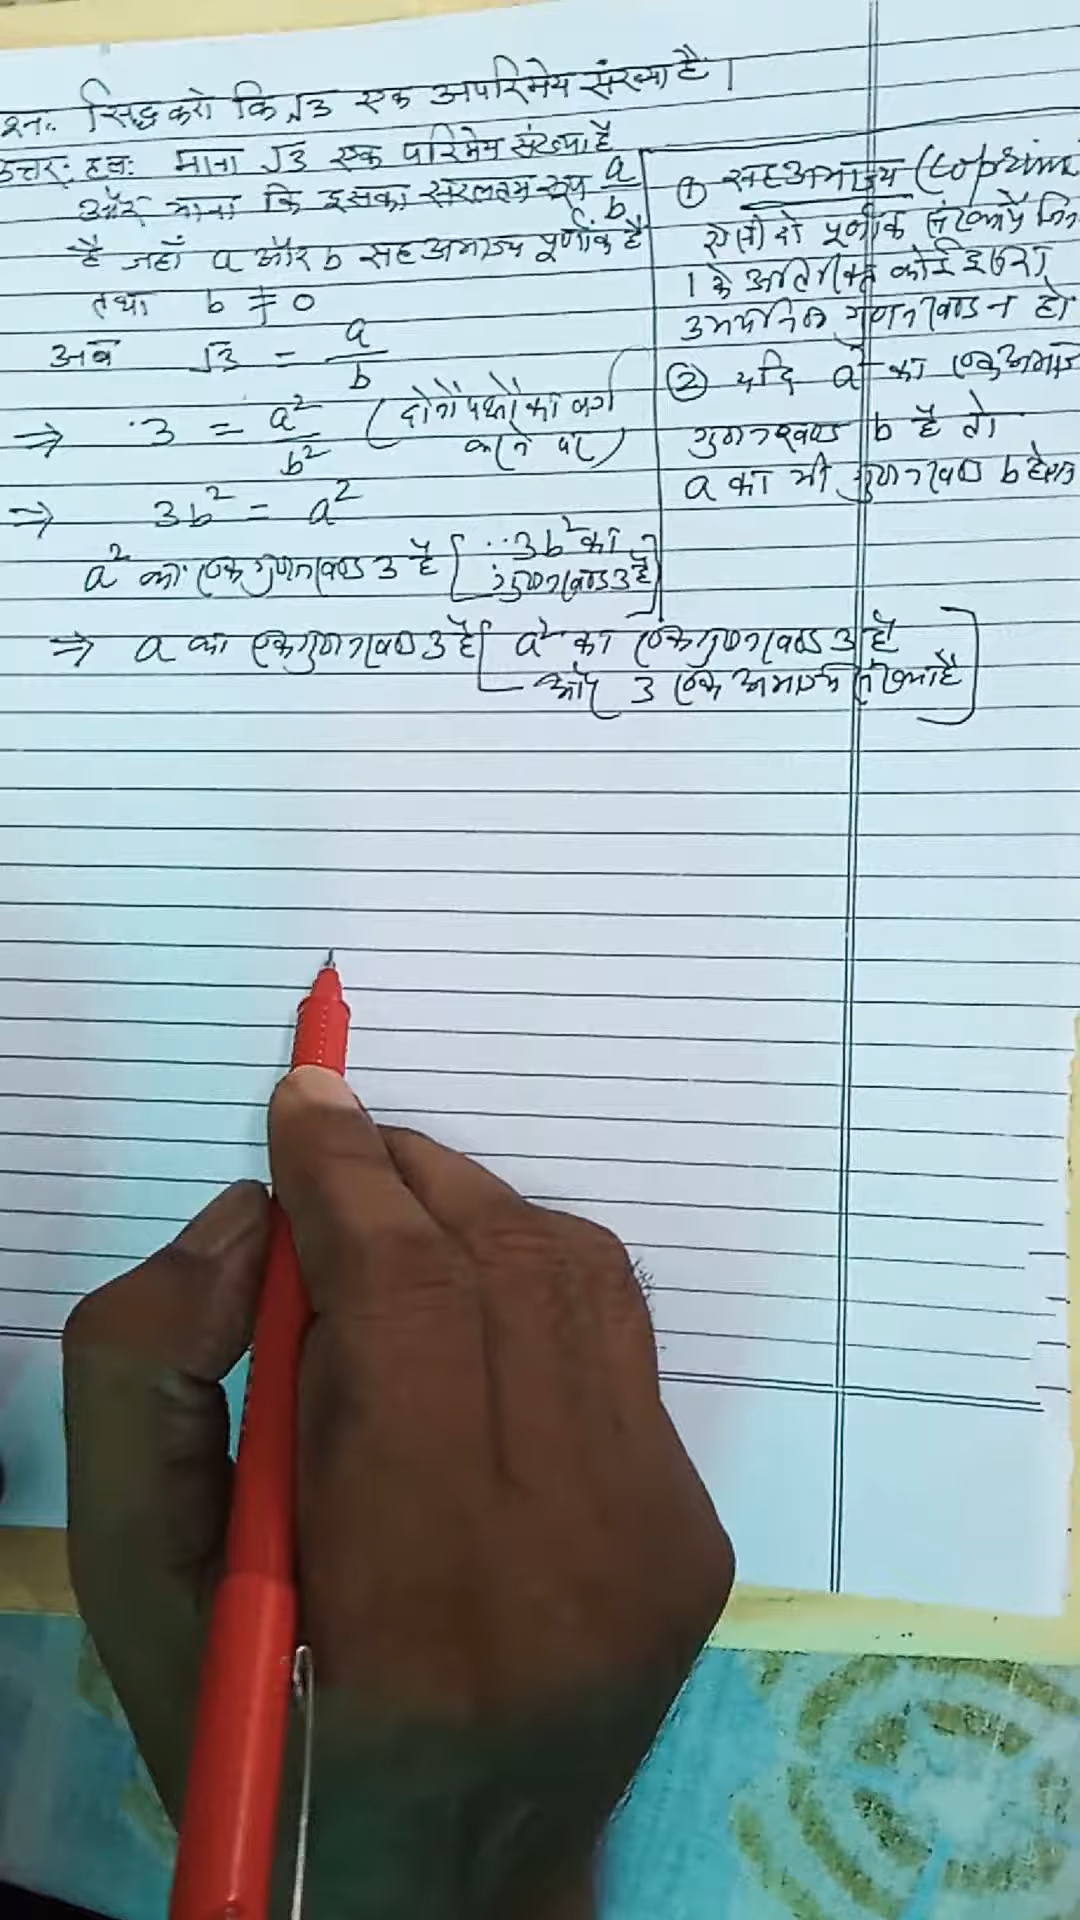 प्रश्न: सिद्ध करो कि √3 एक अपरिमेय संख्या है।
उत्तर: हल: माना √3 एक परिमेय संख्या है
और माना कि इसका सरलतम रूप a/b
है जहाँ a और b सह अभाज्य पूर्णांक है
तथा b ≠ 0
अब √3 = a/b
⇒ 3 = a²/b² (दोनों पक्षों का वर्ग
करने पर)
⇒ 3b² = a²
a² का एक गुणनखण्ड 3 है [∵ 3b² का
गुणनखण्ड 3 है]
⇒ a का एक गुणनखण्ड 3 है [a² का एक गुणनखण्ड 3 है
और 3 एक अभाज्य संख्या है]
① सहअभाज्य (Coprim
ऐसी दो पूर्णांक संख्याएँ जिन
1 के अतिरिक्त कोई दूसरा
उभयनिष्ठ गुणनखण्ड न हो
② यदि a² का एक अभाज
गुणनखण्ड b है तो
a का भी गुणनखण्ड b होगा